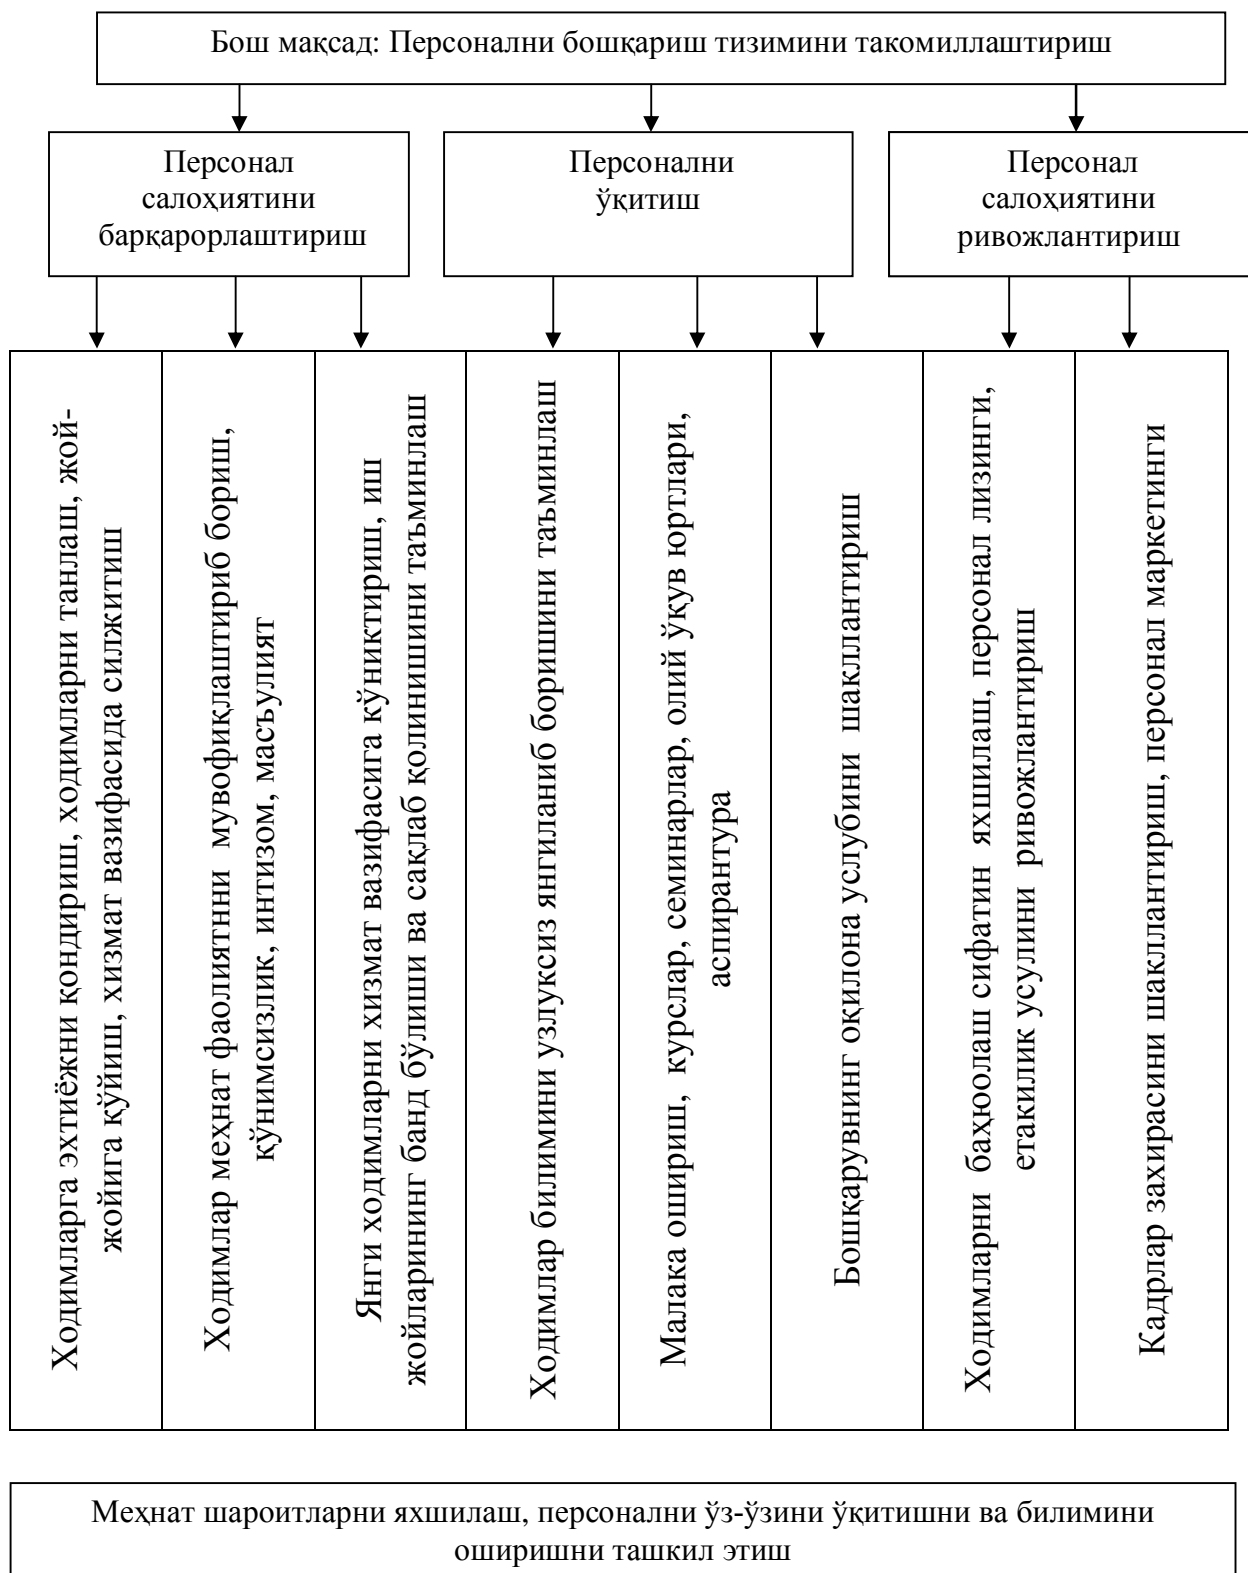 Бош мақсад: Персонални бошқариш тизимини такомиллаштириш
Персонал
салоҳиятини
барқарорлаштириш
Персонални
ўқитиш
Персонал
салоҳиятини
ривожлантириш
Ходимларга эхтиёжни қондириш, ходимларни танлаш, жой-
жойига қўйиш, хизмат вазифасида силжитиш
Ходимлар меҳнат фаолиятнни мувофиқлаштириб бориш,
қўнимсизлик, интизом, масъулият
Янги ходимларни хизмат вазифасига кўниктириш, иш
жойларининг банд бўлиши ва сақлаб қолинишини таъминлаш
Ходимлар билимини узлуксиз янгиланиб боришини таъминлаш
Малака ошириш, курслар, семинарлар, олий ўқув юртлари,
аспирантура
Бошқарувнинг оқилона услубини шакллантириш
Ходимларни баҳюолаш сифатин яхшилаш, персонал лизинги,
етакилик усулини ривожлантириш
Кадрлар захирасини шакллантириш, персонал маркетинги
Меҳнат шароитларни яхшилаш, персонални ўз-ўзини ўқитишни ва билимини
оширишни ташкил этиш